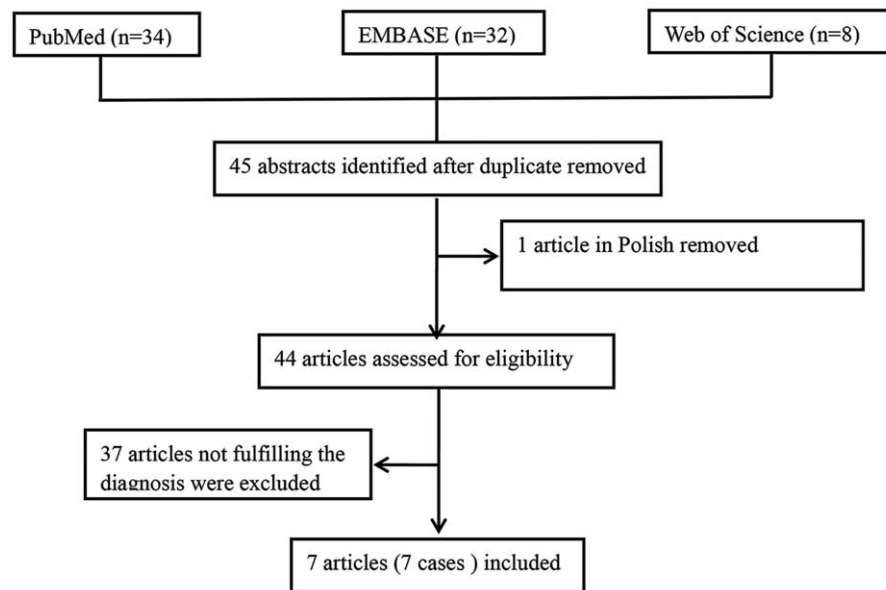 PubMed (n=34)
EMBASE (n=32)
Web of Science (n=8)
45 abstracts identified after duplicate removed
1 article in Polish removed
44 articles assessed for eligibility
37 articles not fulfilling the
diagnosis were excluded
7 articles (7 cases ) included